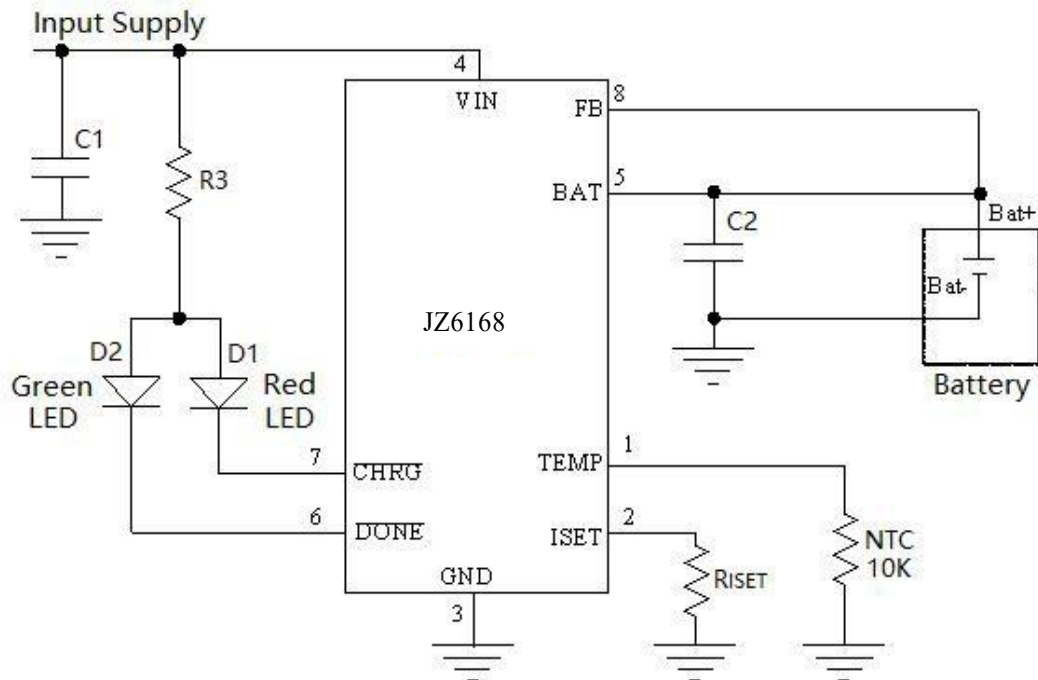 Input Supply
C1
R3
D2
D1
Green
LED
Red
LED
4
VIN
8
FB
5
BAT
JZ6168
7
CHRG
6
DONE
GND
3
1
TEMP
2
ISET
C2
Bat+
Bat-
Battery
RISET
NTC
10K